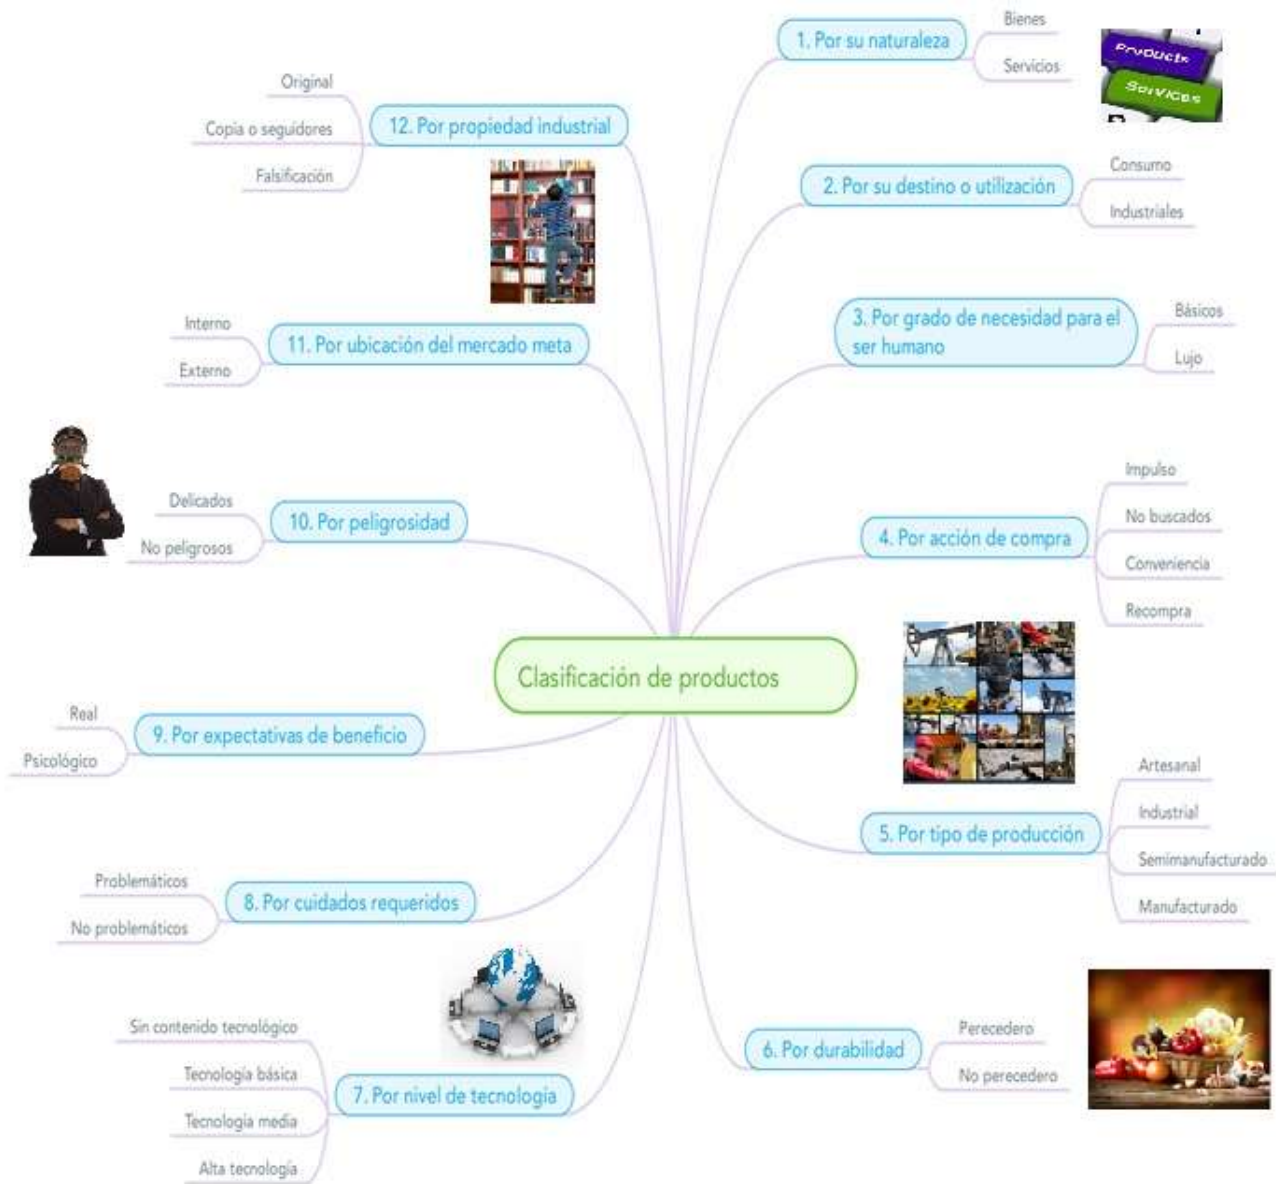 Clasificación de productos
1. Por su naturaleza
Bienes
Servicios
Products
Services
2. Por su destino o utilización
Consumo
Industriales
3. Por grado de necesidad para el
ser humano
Básicos
Lujo
4. Por acción de compra
Impulso
No buscados
Conveniencia
Recompra
5. Por tipo de producción
Artesanal
Industrial
Semimanufacturado
Manufacturado
6. Por durabilidad
Perecedero
No perecedero
7. Por nivel de tecnología
Sin contenido tecnológico
Tecnología básica
Tecnología media
Alta tecnología
8. Por cuidados requeridos
Problemáticos
No problemáticos
9. Por expectativas de beneficio
Real
Psicológico
10. Por peligrosidad
Delicados
No peligrosos
11. Por ubicación del mercado meta
Interno
Externo
12. Por propiedad industrial
Original
Copia o seguidores
Falsificación